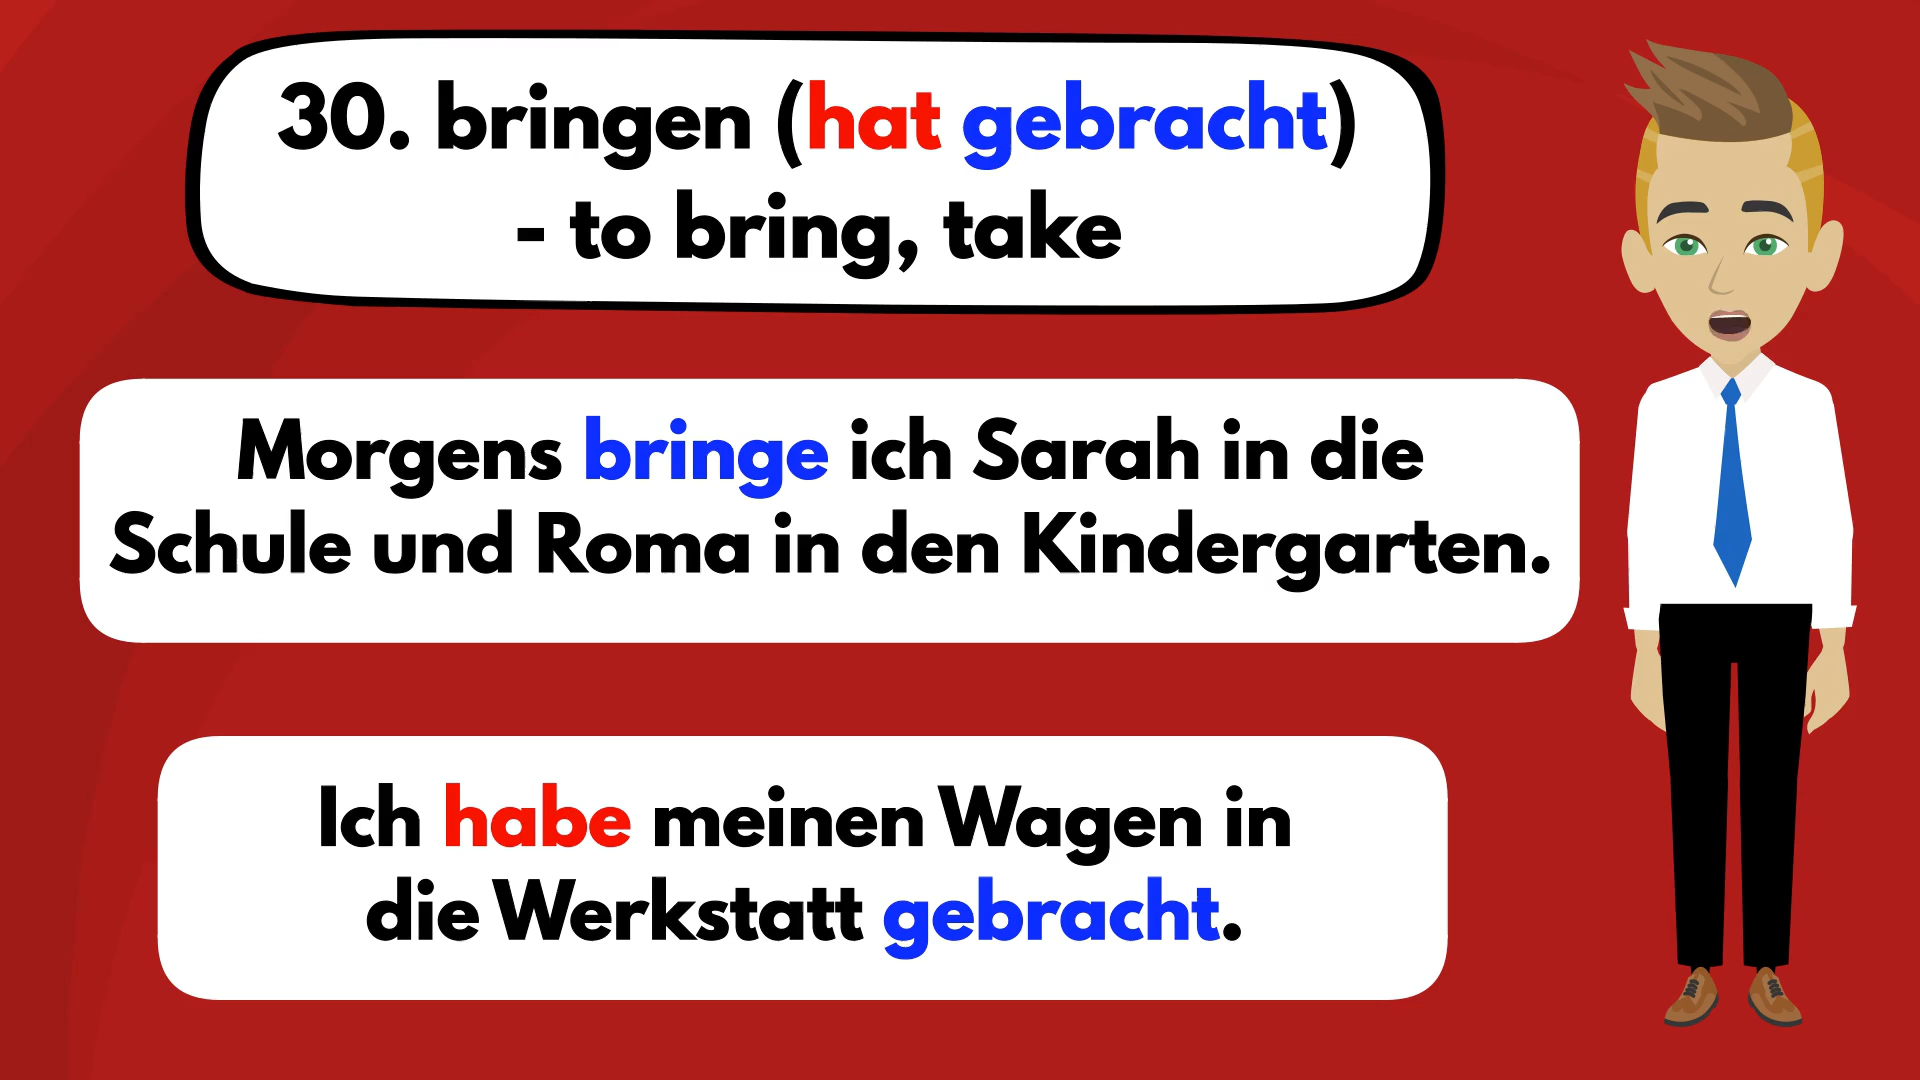 30. bringen (hat gebracht)
- to bring, take
Morgens bringe ich Sarah in die
Schule und Roma in den Kindergarten.
Ich habe meinen Wagen in
die Werkstatt gebracht.